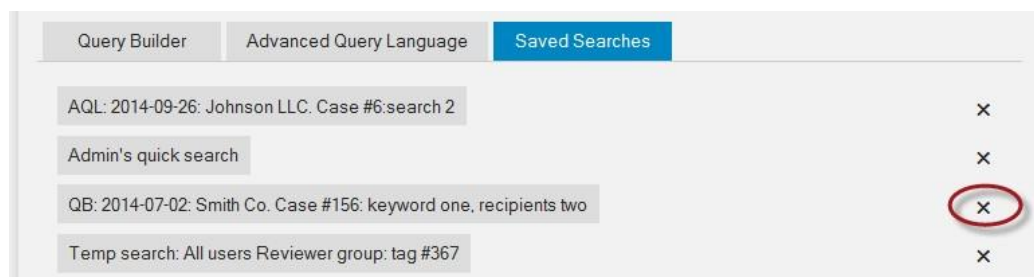 Query Builder Advanced Query Language Saved Searches
AQL: 2014-09-26: Johnson LLC. Case #6:search 2 ×
Admin's quick search ×
QB: 2014-07-02: Smith Co. Case #156: keyword one, recipients two ×
Temp search: All users Reviewer group: tag #367 ×